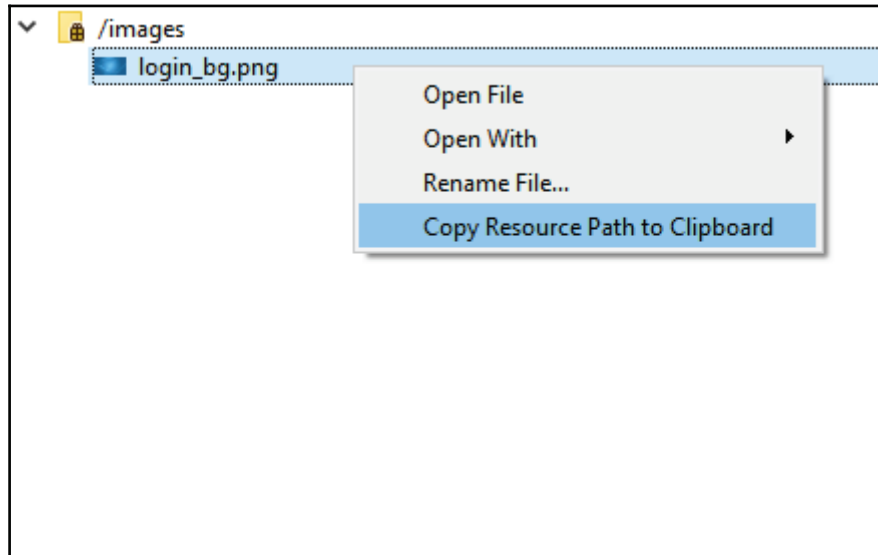 /images
login_bg.png
Open File
Open With
Rename File...
Copy Resource Path to Clipboard